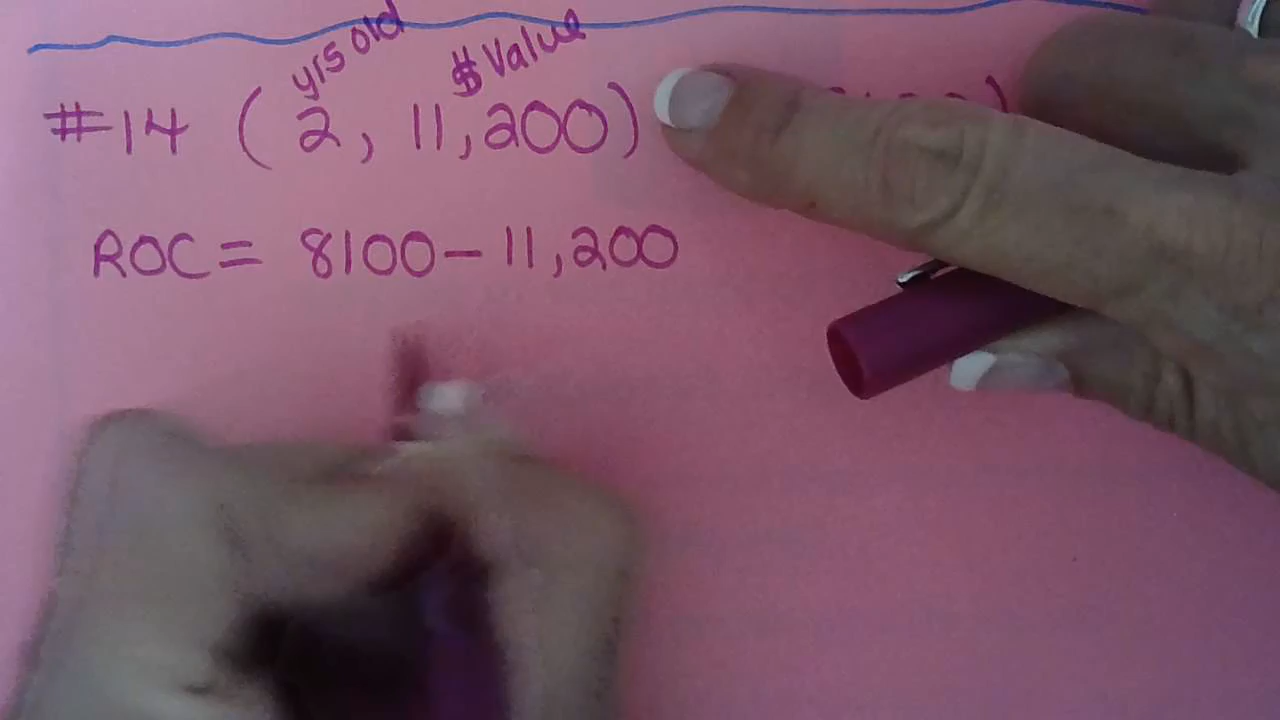 yrs old $ Value
#14 ( 2, 11,200)
ROC = 8100 - 11,200